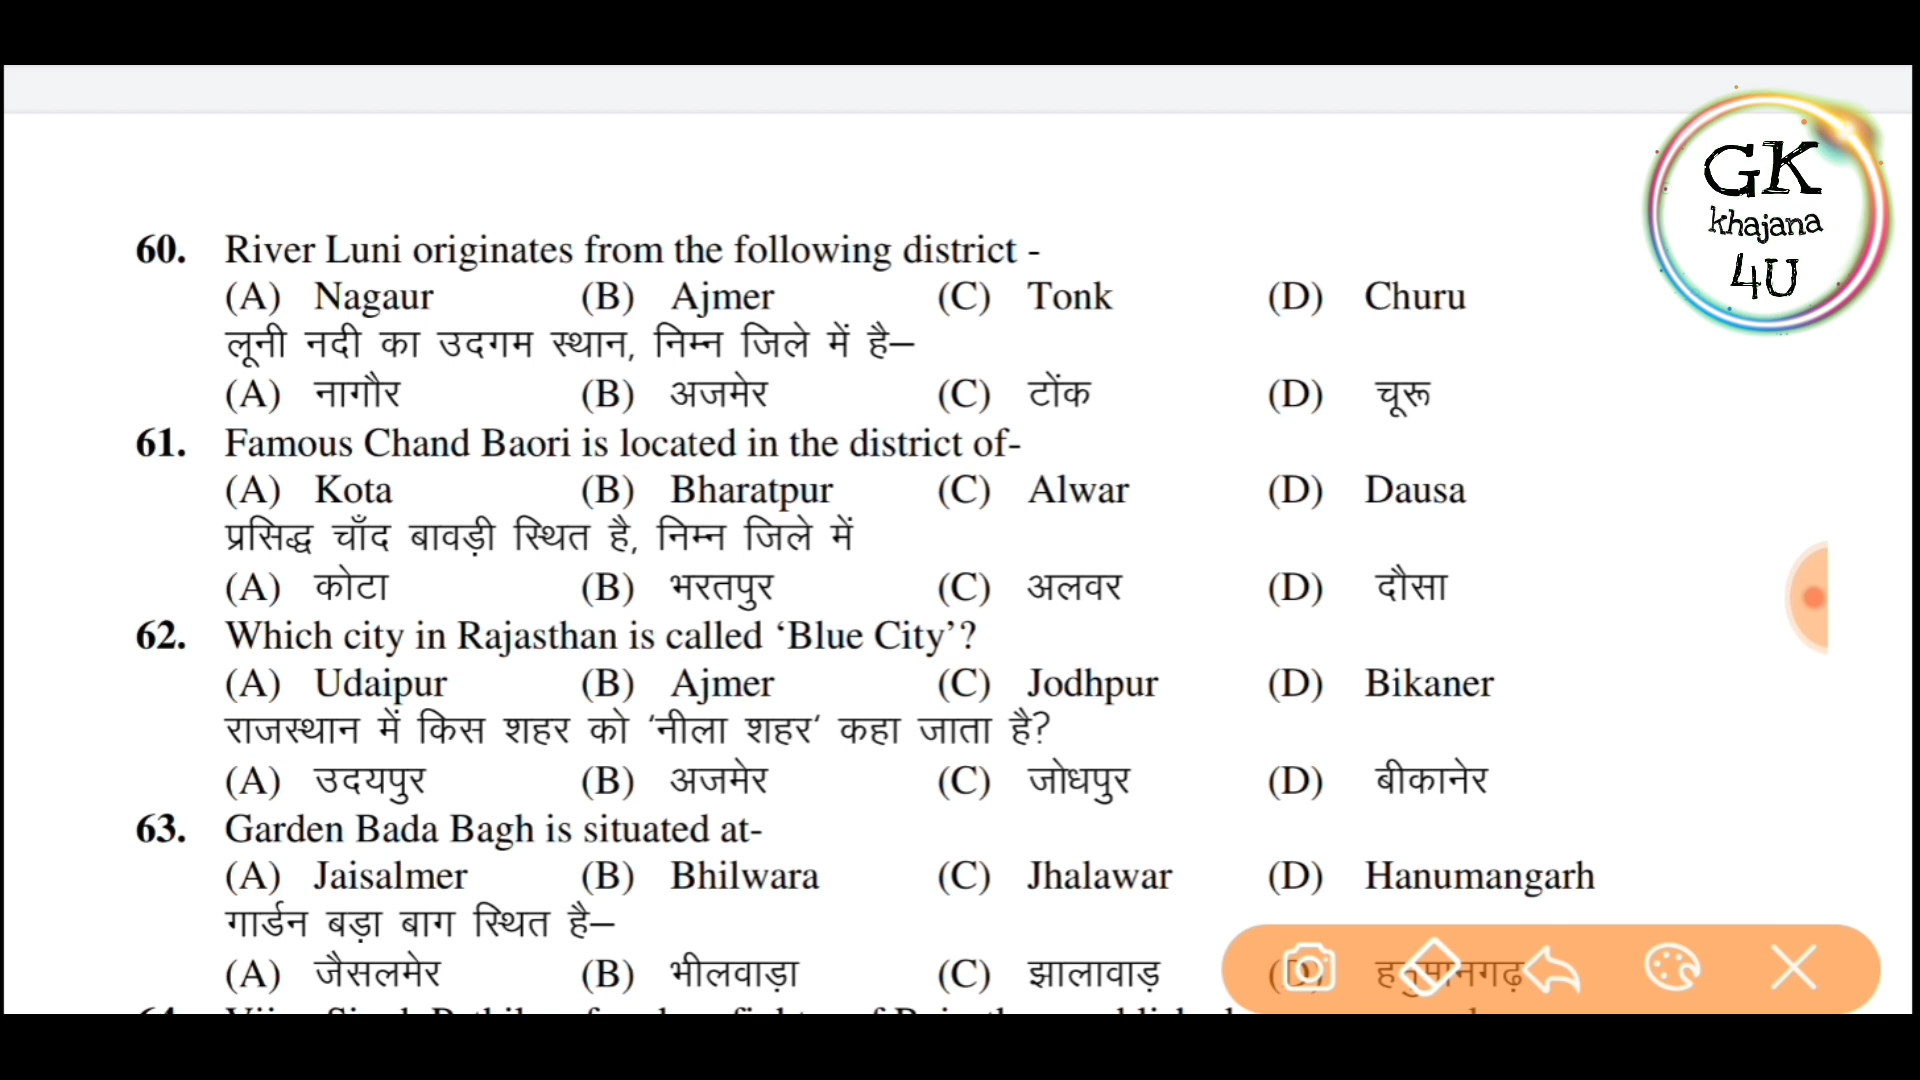 GK
khajana
4U
60. River Luni originates from the following district -
(A) Nagaur (B) Ajmer (C) Tonk (D) Churu
लूनी नदी का उदगम स्थान, निम्न जिले में है–
(A) नागौर (B) अजमेर (C) टोंक (D) चूरू
61. Famous Chand Baori is located in the district of-
(A) Kota (B) Bharatpur (C) Alwar (D) Dausa
प्रसिद्ध चाँद बावड़ी स्थित है, निम्न जिले में
(A) कोटा (B) भरतपुर (C) अलवर (D) दौसा
62. Which city in Rajasthan is called ‘Blue City’?
(A) Udaipur (B) Ajmer (C) Jodhpur (D) Bikaner
राजस्थान में किस शहर को ‘नीला शहर‘ कहा जाता है?
(A) उदयपुर (B) अजमेर (C) जोधपुर (D) बीकानेर
63. Garden Bada Bagh is situated at-
(A) Jaisalmer (B) Bhilwara (C) Jhalawar (D) Hanumangarh
गार्डन बड़ा बाग स्थित है–
(A) जैसलमेर (B) भीलवाड़ा (C) झालावाड़ (D) हनुमानगढ़